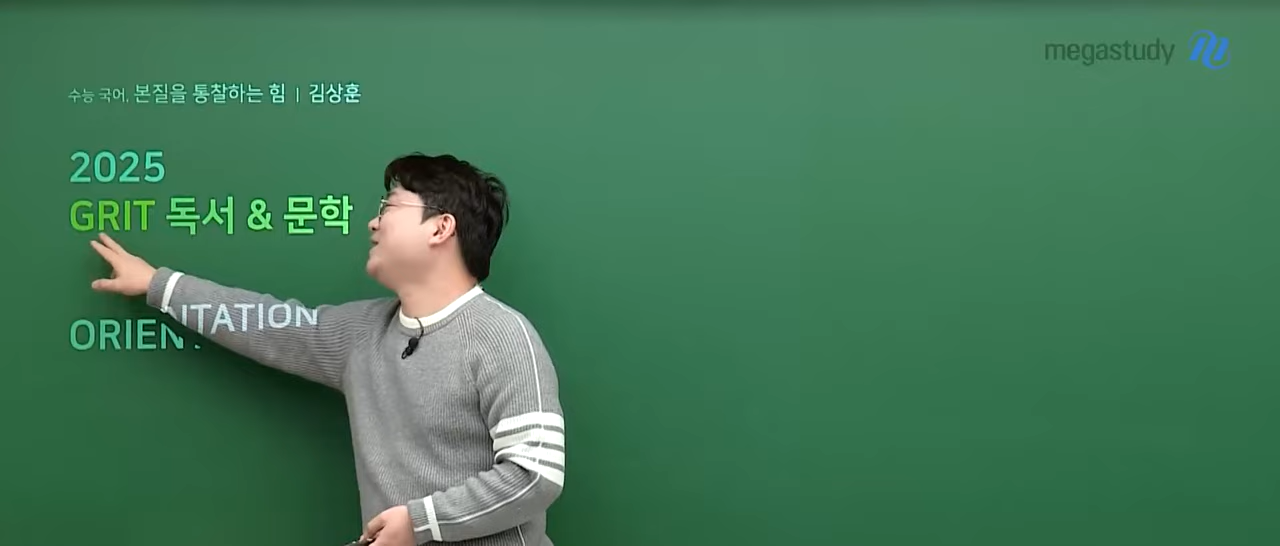 megastudy
수능 국어, 본질을 통찰하는 힘 | 김상훈
2025
GRIT 독서 & 문학
ORIENTATION